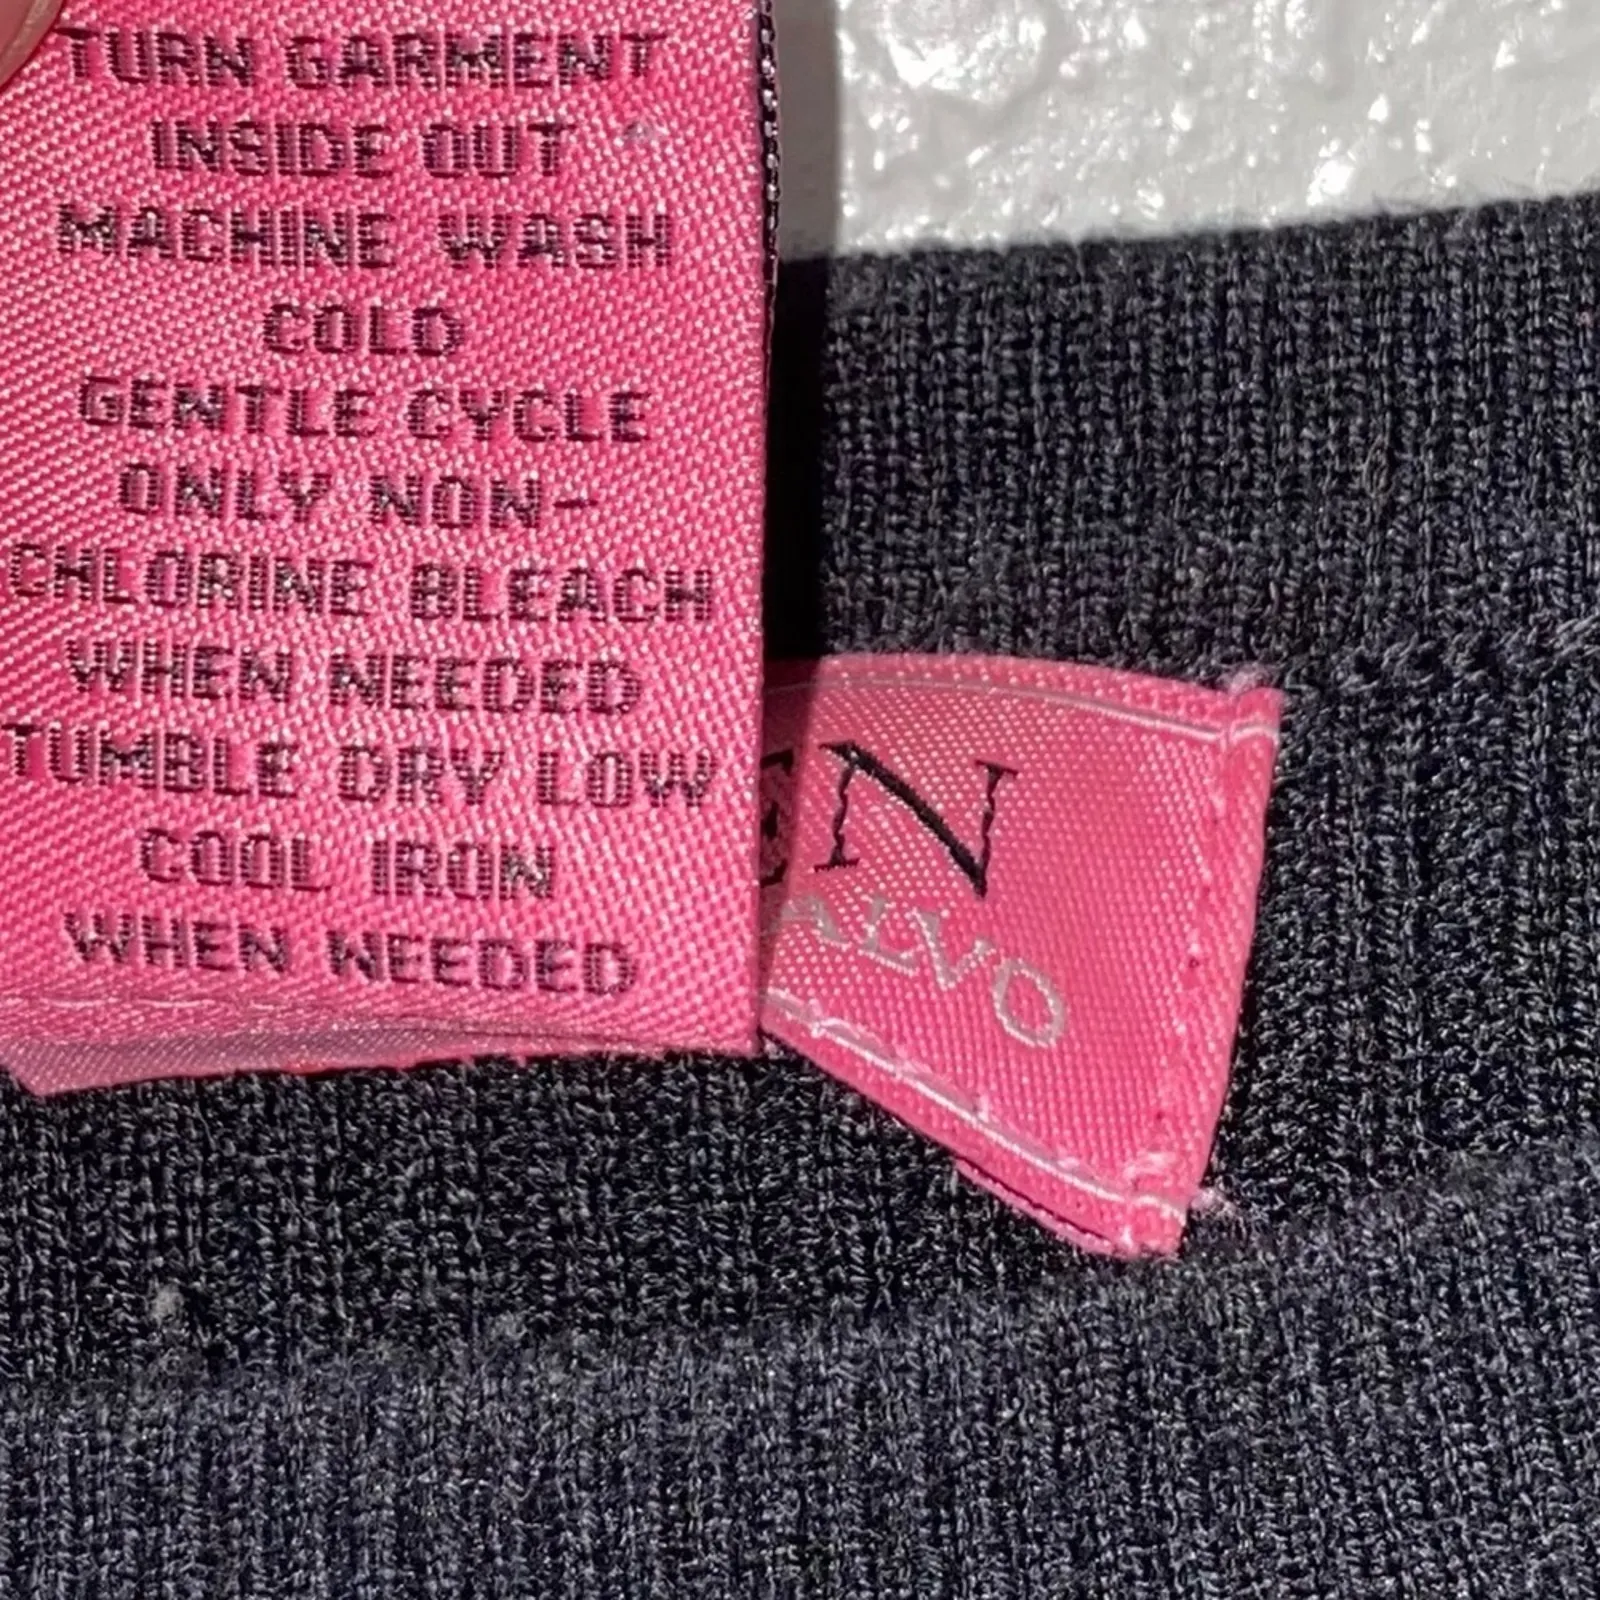 TURN GARMENT
INSIDE OUT
MACHINE WASH
COLD
GENTLE CYCLE
ONLY NON-
CHLORINE BLEACH
WHEN NEEDED
TUMBLE DRY LOW
COOL IRON
WHEN NEEDED
EN
ALVO